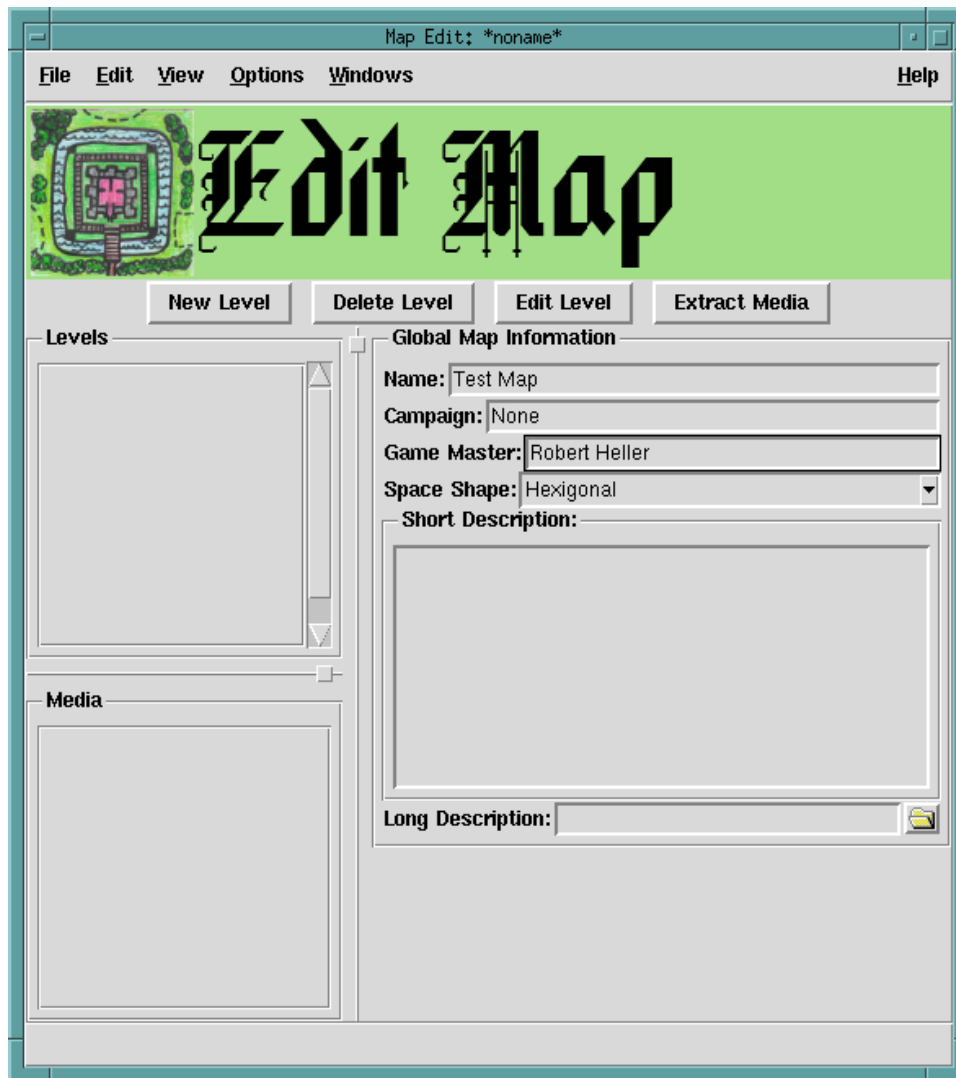 Map Edit: *noname*
File Edit View Options Windows Help
Edit Map
New Level Delete Level Edit Level Extract Media
Levels
Global Map Information
Name: Test Map
Campaign: None
Game Master: Robert Heller
Space Shape: Hexigonal
Short Description:
Media
Long Description: